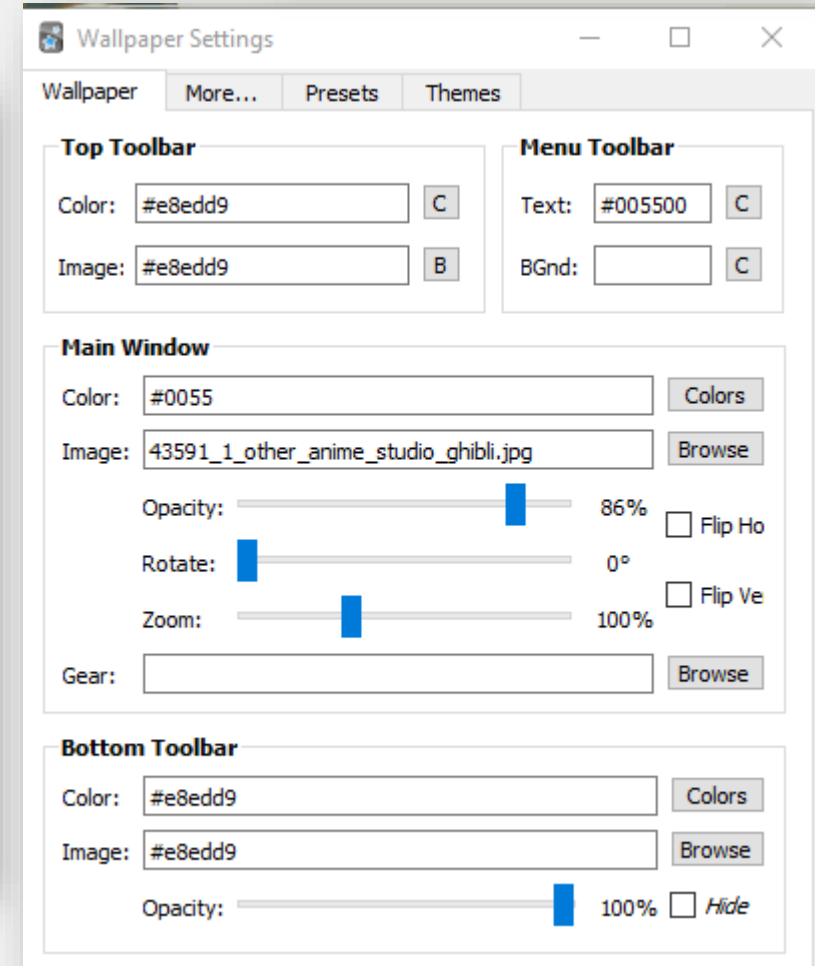 Wallpaper Settings
Wallpaper More... Presets Themes
Top Toolbar
Color: #e8edd9 C
Image: #e8edd9 B
Menu Toolbar
Text: #005500 C
BGnd: C
Main Window
Color: #0055 Colors
Image: 43591_1_other_anime_studio_ghibli.jpg Browse
Opacity: 86% Flip Ho
Rotate: 0°
Zoom: 100% Flip Ve
Gear: Browse
Bottom Toolbar
Color: #e8edd9 Colors
Image: #e8edd9 Browse
Opacity: 100% Hide